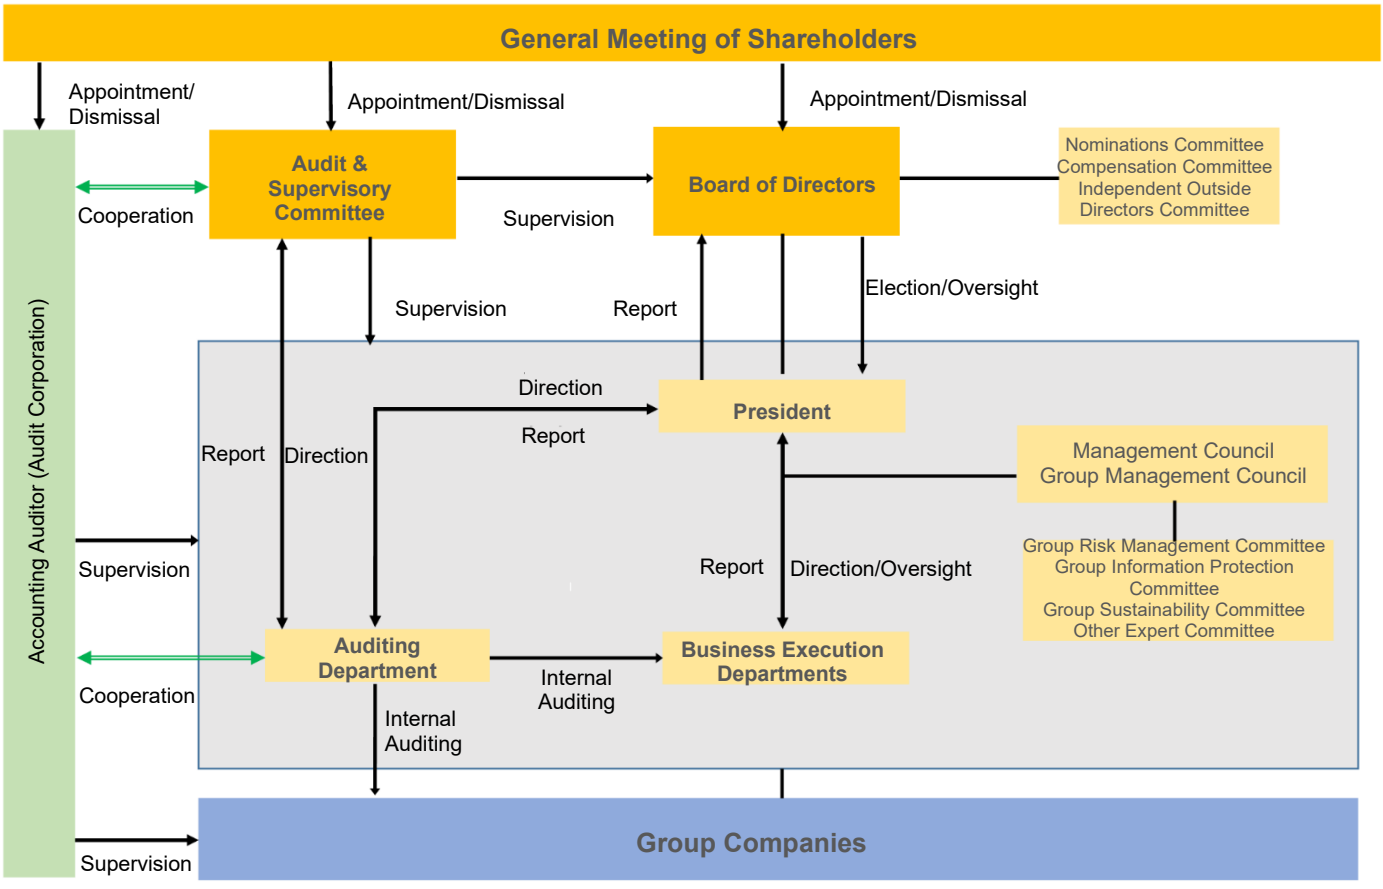 General Meeting of Shareholders
Appointment/
Dismissal
Appointment/Dismissal
Appointment/Dismissal
Audit &
Supervisory
Committee
Board of Directors
Nominations Committee
Compensation Committee
Independent Outside
Directors Committee
Cooperation
Supervision
Supervision
Report
Election/Oversight
Accounting Auditor (Audit Corporation)
Direction
Report
President
Report
Direction
Management Council
Group Management Council
Supervision
Report
Direction/Oversight
Group Risk Management Committee
Group Information Protection
Committee
Group Sustainability Committee
Other Expert Committee
Auditing
Department
Business Execution
Departments
Cooperation
Internal
Auditing
Internal
Auditing
Supervision
Group Companies